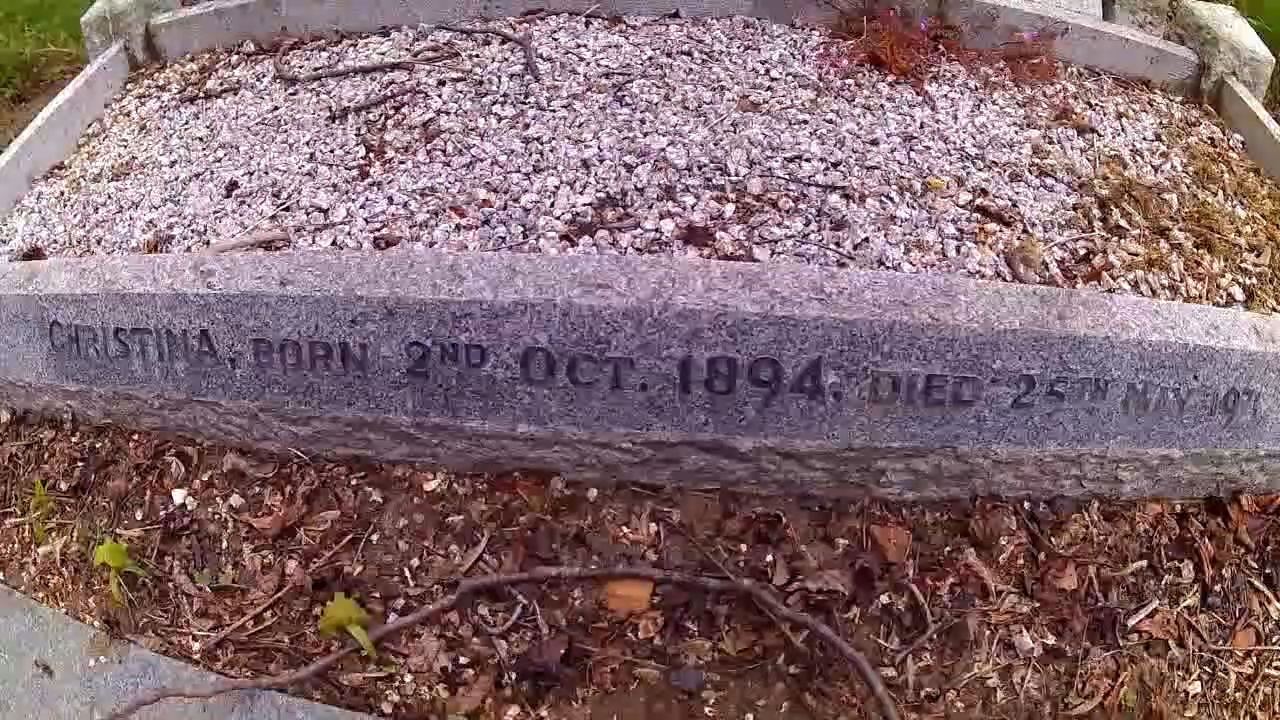 CHRISTINA, BORN 2ND OCT. 1894. DIED 25TH MAY